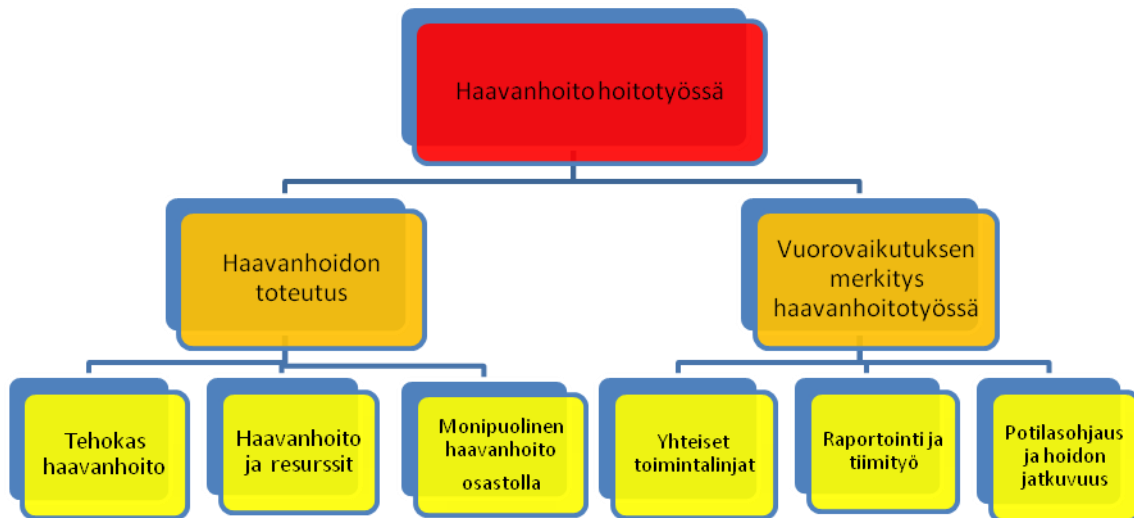 Haavanhoito hoitotyössä
Haavanhoidon
toteutus
Vuorovaikutuksen
merkitys
haavanhoitotyössä
Tehokas
haavanhoito
Haavanhoito
ja resurssit
Monipuolinen
haavanhoito
osastolla
Yhteiset
toimintalinjat
Raportointi ja
tiimityö
Potilasohjaus
ja hoidon
jatkuvuus